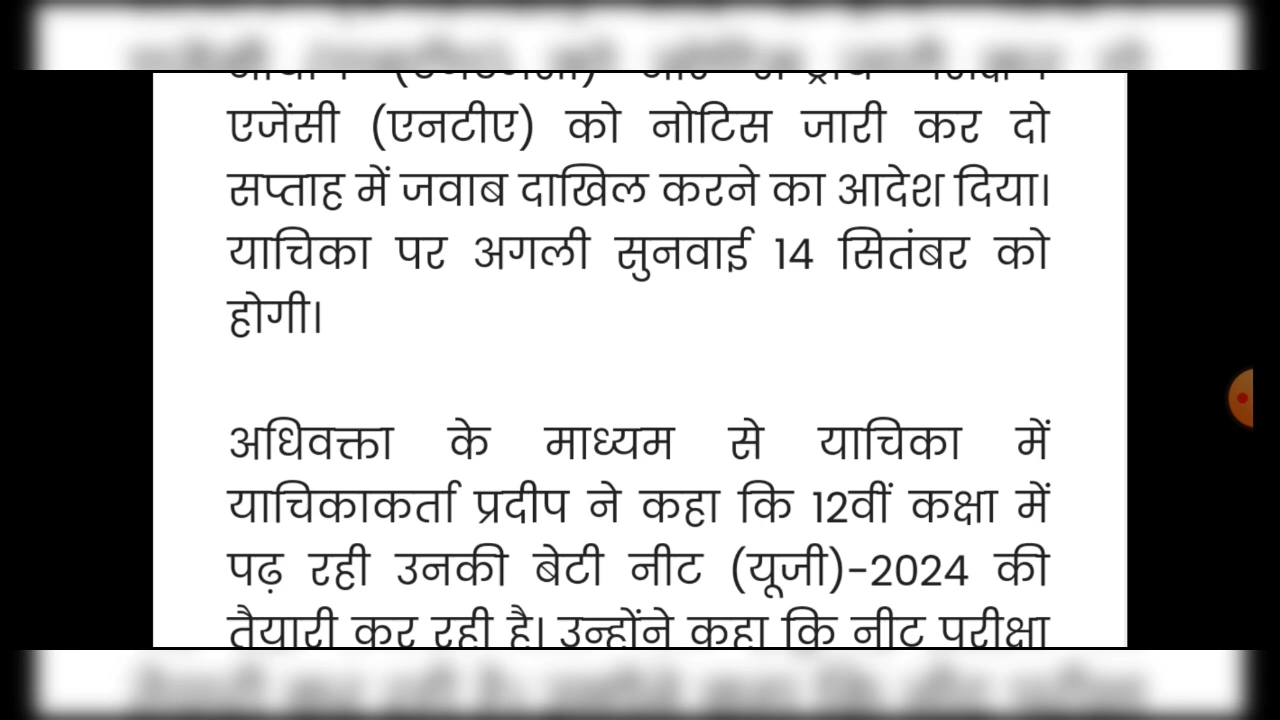 एजेंसी (एनटीए) को नोटिस जारी कर दो
सप्ताह में जवाब दाखिल करने का आदेश दिया।
याचिका पर अगली सुनवाई 14 सितंबर को
होगी।
अधिवक्ता के माध्यम से याचिका में
याचिकाकर्ता प्रदीप ने कहा कि 12वीं कक्षा में
पढ़ रही उनकी बेटी नीट (यूजी)-2024 की
तैयारी कर रही है। उन्होंने कहा कि नीट परीक्षा